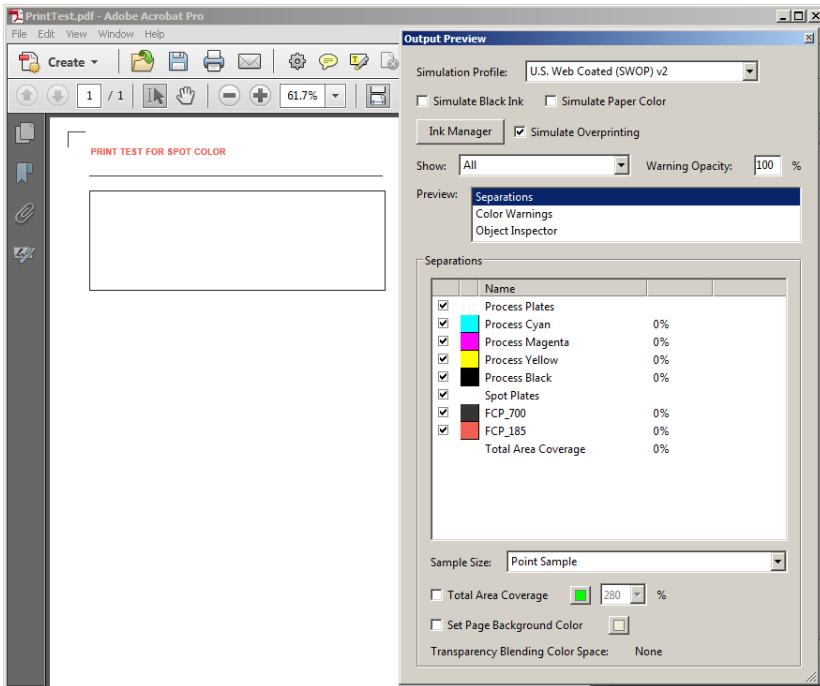 PrintTest.pdf - Adobe Acrobat Pro
File Edit View Window Help
Create
1 / 1 61.7%
PRINT TEST FOR SPOT COLOR
Output Preview
Simulation Profile: U.S. Web Coated (SWOP) v2
Simulate Black Ink Simulate Paper Color
Ink Manager Simulate Overprinting
Show: All Warning Opacity: 100 %
Preview: Separations
Color Warnings
Object Inspector
Separations
Name
Process Plates
Process Cyan 0%
Process Magenta 0%
Process Yellow 0%
Process Black 0%
Spot Plates
FCP_700 0%
FCP_185 0%
Total Area Coverage 0%
Sample Size: Point Sample
Total Area Coverage 280 %
Set Page Background Color
Transparency Blending Color Space: None